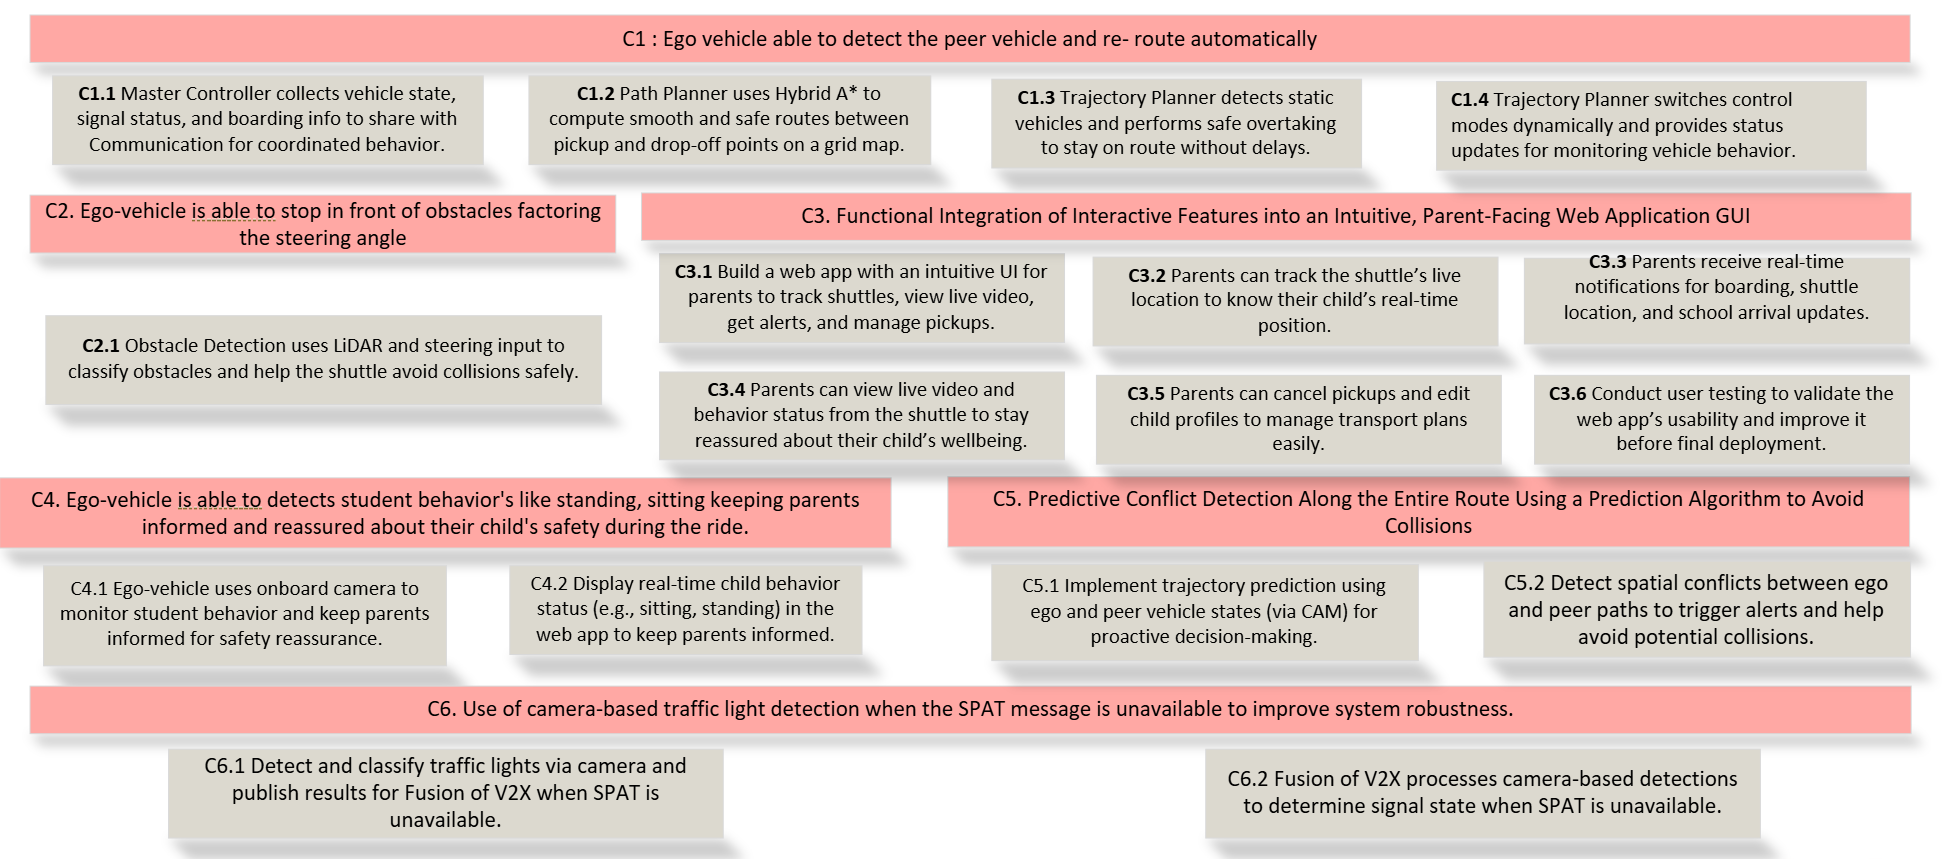 C1 : Ego vehicle able to detect the peer vehicle and re- route automatically
C1.1 Master Controller collects vehicle state,
signal status, and boarding info to share with
Communication for coordinated behavior.
C1.2 Path Planner uses Hybrid A* to
compute smooth and safe routes between
pickup and drop-off points on a grid map.
C1.3 Trajectory Planner detects static
vehicles and performs safe overtaking
to stay on route without delays.
C1.4 Trajectory Planner switches control
modes dynamically and provides status
updates for monitoring vehicle behavior.
C2. Ego-vehicle is able to stop in front of obstacles factoring
the steering angle
C2.1 Obstacle Detection uses LiDAR and steering input to
classify obstacles and help the shuttle avoid collisions safely.
C3. Functional Integration of Interactive Features into an Intuitive, Parent-Facing Web Application GUI
C3.1 Build a web app with an intuitive UI for
parents to track shuttles, view live video,
get alerts, and manage pickups.
C3.2 Parents can track the shuttle’s live
location to know their child’s real-time
position.
C3.3 Parents receive real-time
notifications for boarding, shuttle
location, and school arrival updates.
C3.4 Parents can view live video and
behavior status from the shuttle to stay
reassured about their child’s wellbeing.
C3.5 Parents can cancel pickups and edit
child profiles to manage transport plans
easily.
C3.6 Conduct user testing to validate the
web app’s usability and improve it
before final deployment.
C4. Ego-vehicle is able to detects student behavior's like standing, sitting keeping parents
informed and reassured about their child's safety during the ride.
C4.1 Ego-vehicle uses onboard camera to
monitor student behavior and keep parents
informed for safety reassurance.
C4.2 Display real-time child behavior
status (e.g., sitting, standing) in the
web app to keep parents informed.
C5. Predictive Conflict Detection Along the Entire Route Using a Prediction Algorithm to Avoid
Collisions
C5.1 Implement trajectory prediction using
ego and peer vehicle states (via CAM) for
proactive decision-making.
C5.2 Detect spatial conflicts between ego
and peer paths to trigger alerts and help
avoid potential collisions.
C6. Use of camera-based traffic light detection when the SPAT message is unavailable to improve system robustness.
C6.1 Detect and classify traffic lights via camera and
publish results for Fusion of V2X when SPAT is
unavailable.
C6.2 Fusion of V2X processes camera-based detections
to determine signal state when SPAT is unavailable.